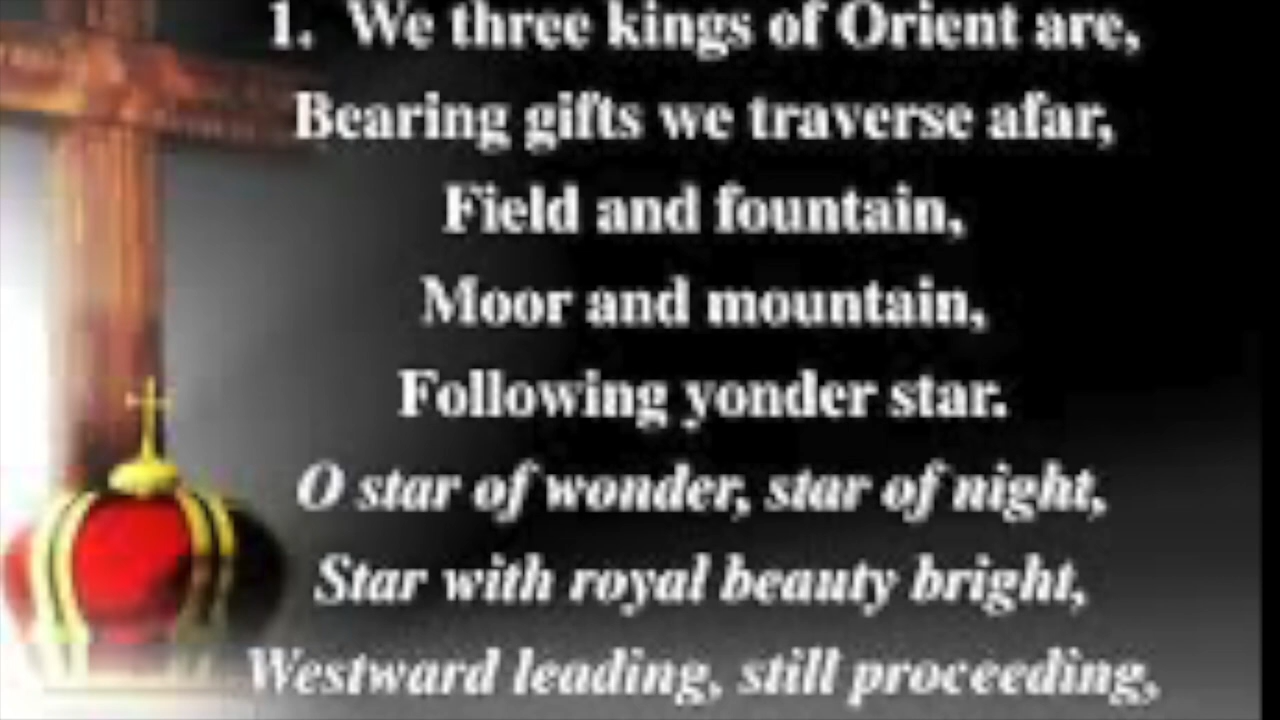 1. We three kings of Orient are,
Bearing gifts we traverse afar,
Field and fountain,
Moor and mountain,
Following yonder star.
O star of wonder, star of night,
Star with royal beauty bright,
Westward leading, still proceeding,